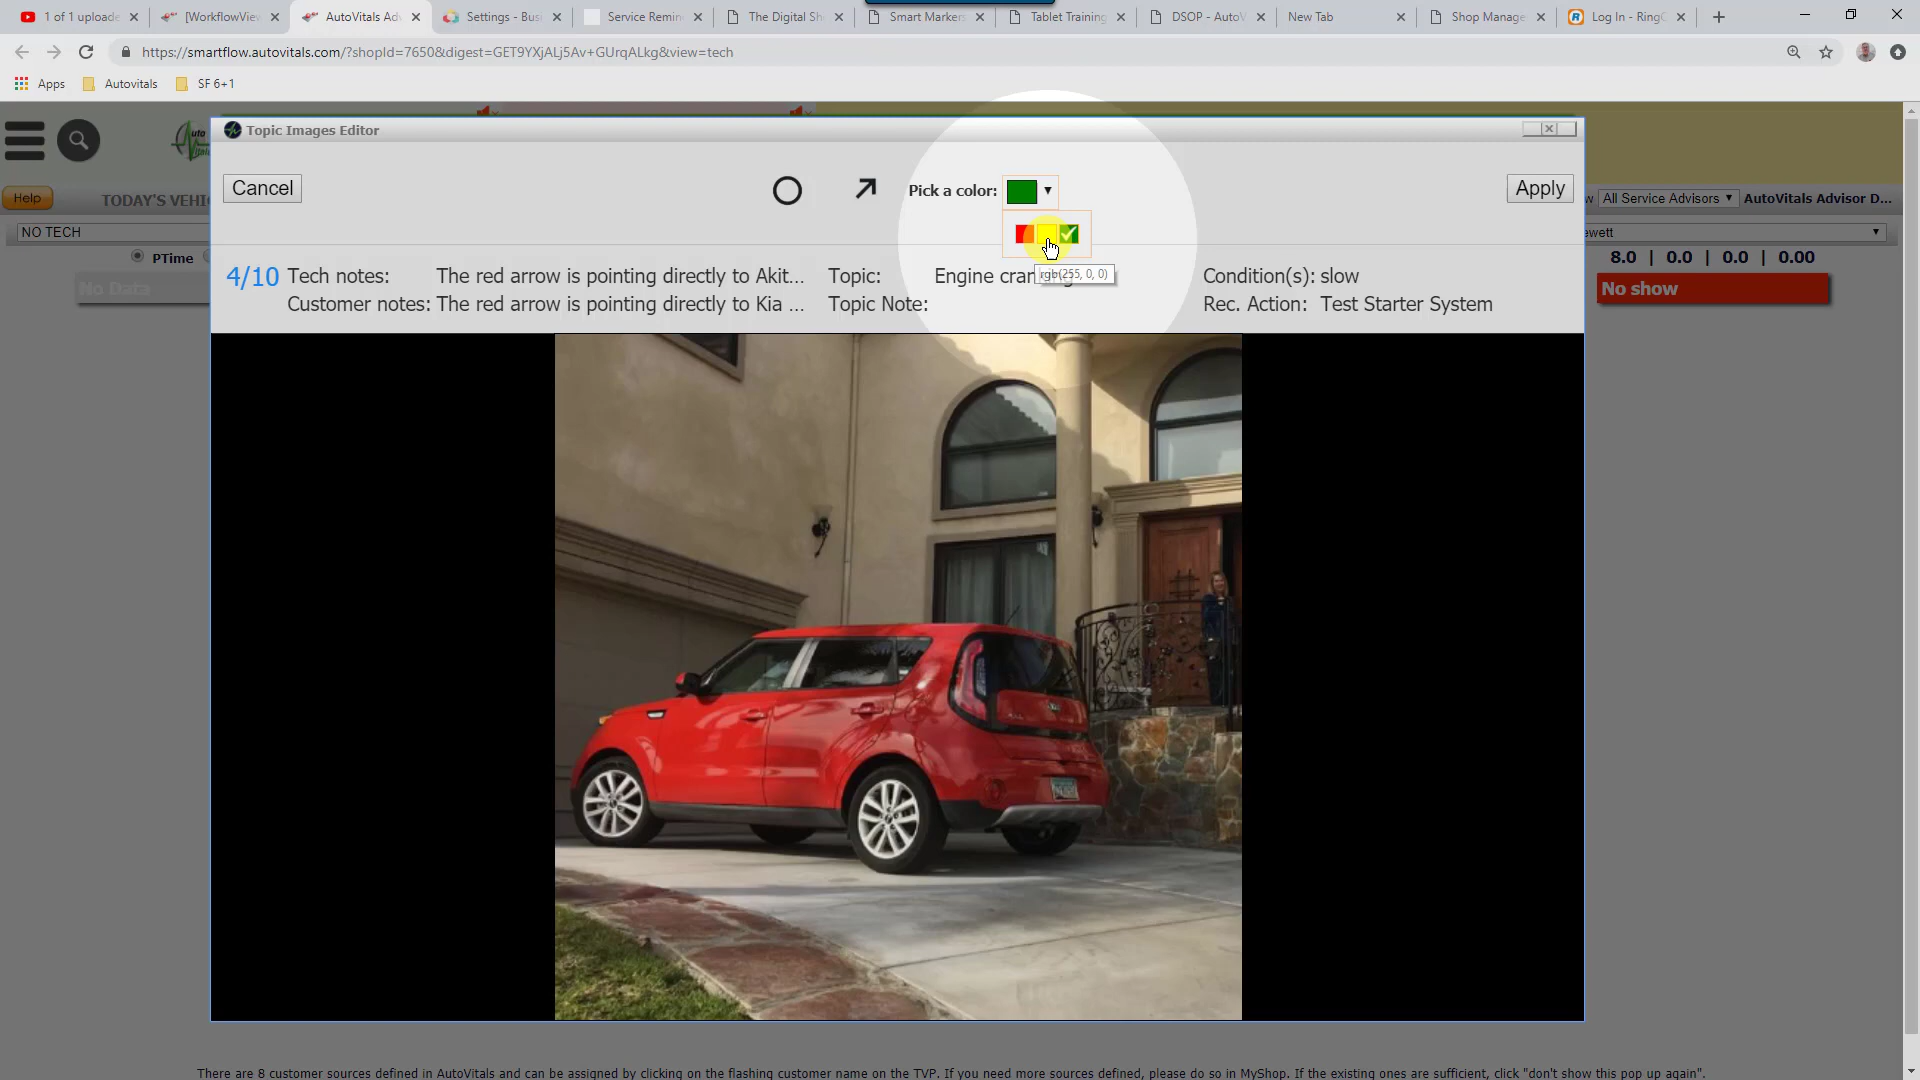 1 of 1 uploade
[WorkflowView
AutoVitals Adv
Settings - Busi
Service Remin
The Digital Sh
Smart Markers
Tablet Training
DSOP - AutoV
New Tab
Shop Manage
Log In - RingC
https://smartflow.autovitals.com/?shopId=7650&digest=GET9YXjALj5Av+GUrqALkg&view=tech
Apps
Autovitals
SF 6+1
Topic Images Editor
Cancel
Pick a color:
Apply
Help
TODAY'S VEHI
All Service Advisors
AutoVitals Advisor D...
NO TECH
ewett
PTime
4/10
Tech notes: The red arrow is pointing directly to Akit...
Topic: Engine cran
rgb(255, 0, 0)
Condition(s): slow
8.0 | 0.0 | 0.0 | 0.00
No Data
Customer notes: The red arrow is pointing directly to Kia ...
Topic Note:
Rec. Action: Test Starter System
No show
There are 8 customer sources defined in AutoVitals and can be assigned by clicking on the flashing customer name on the TVP. If you need more sources defined, please do so in MyShop. If the existing ones are sufficient, click "don't show this pop up again".